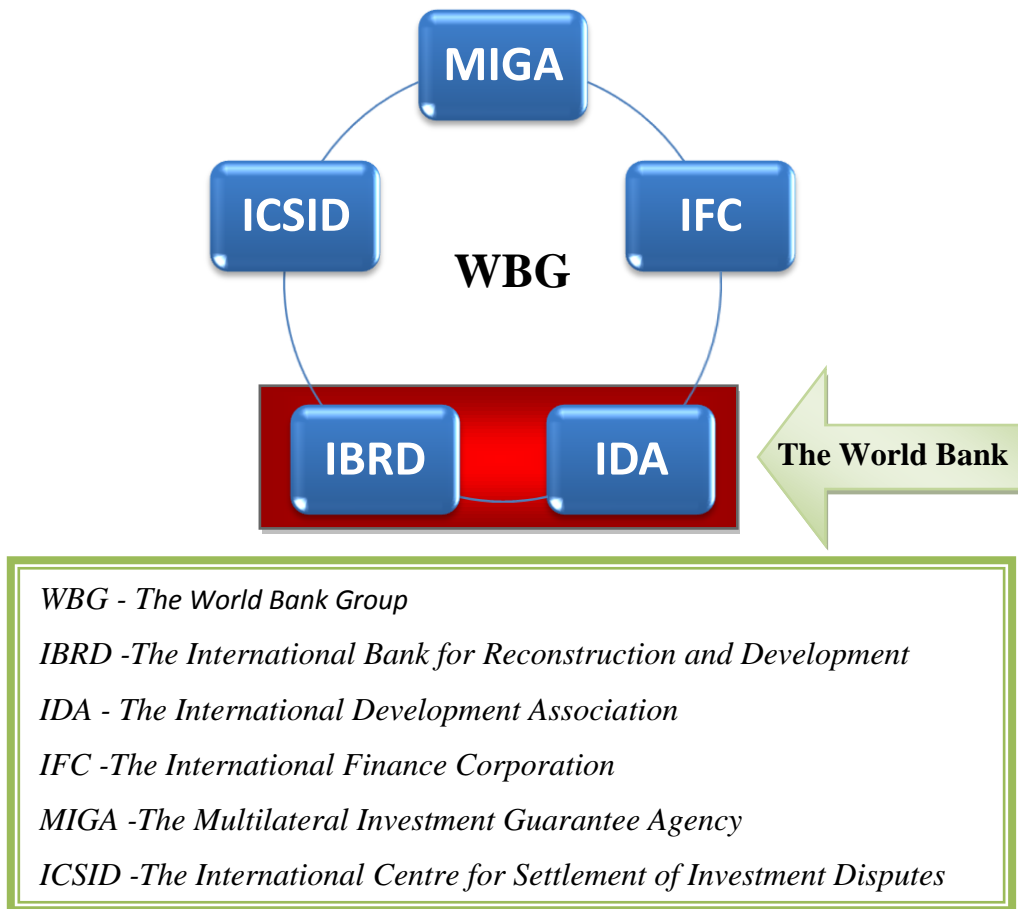 MIGA
ICSID
IFC
WBG
IBRD
IDA
The World Bank
WBG - The World Bank Group
IBRD -The International Bank for Reconstruction and Development
IDA - The International Development Association
IFC -The International Finance Corporation
MIGA -The Multilateral Investment Guarantee Agency
ICSID -The International Centre for Settlement of Investment Disputes